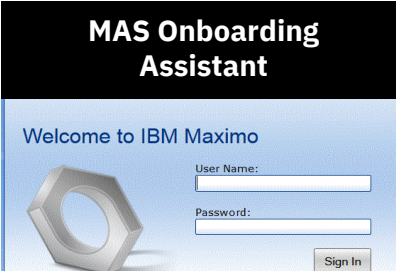 MAS Onboarding
Assistant
Welcome to IBM Maximo
User Name:
Password:
Sign In